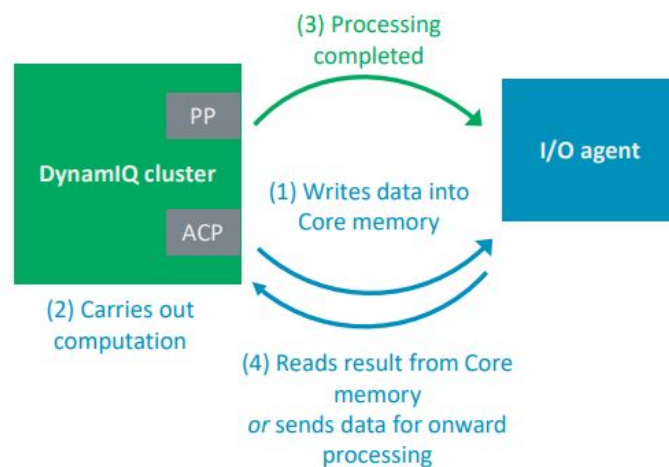 (3) Processing
completed
PP
I/O agent
DynamIQ cluster
(1) Writes data into
Core memory
ACP
(2) Carries out
computation
(4) Reads result from Core
memory
or sends data for onward
processing